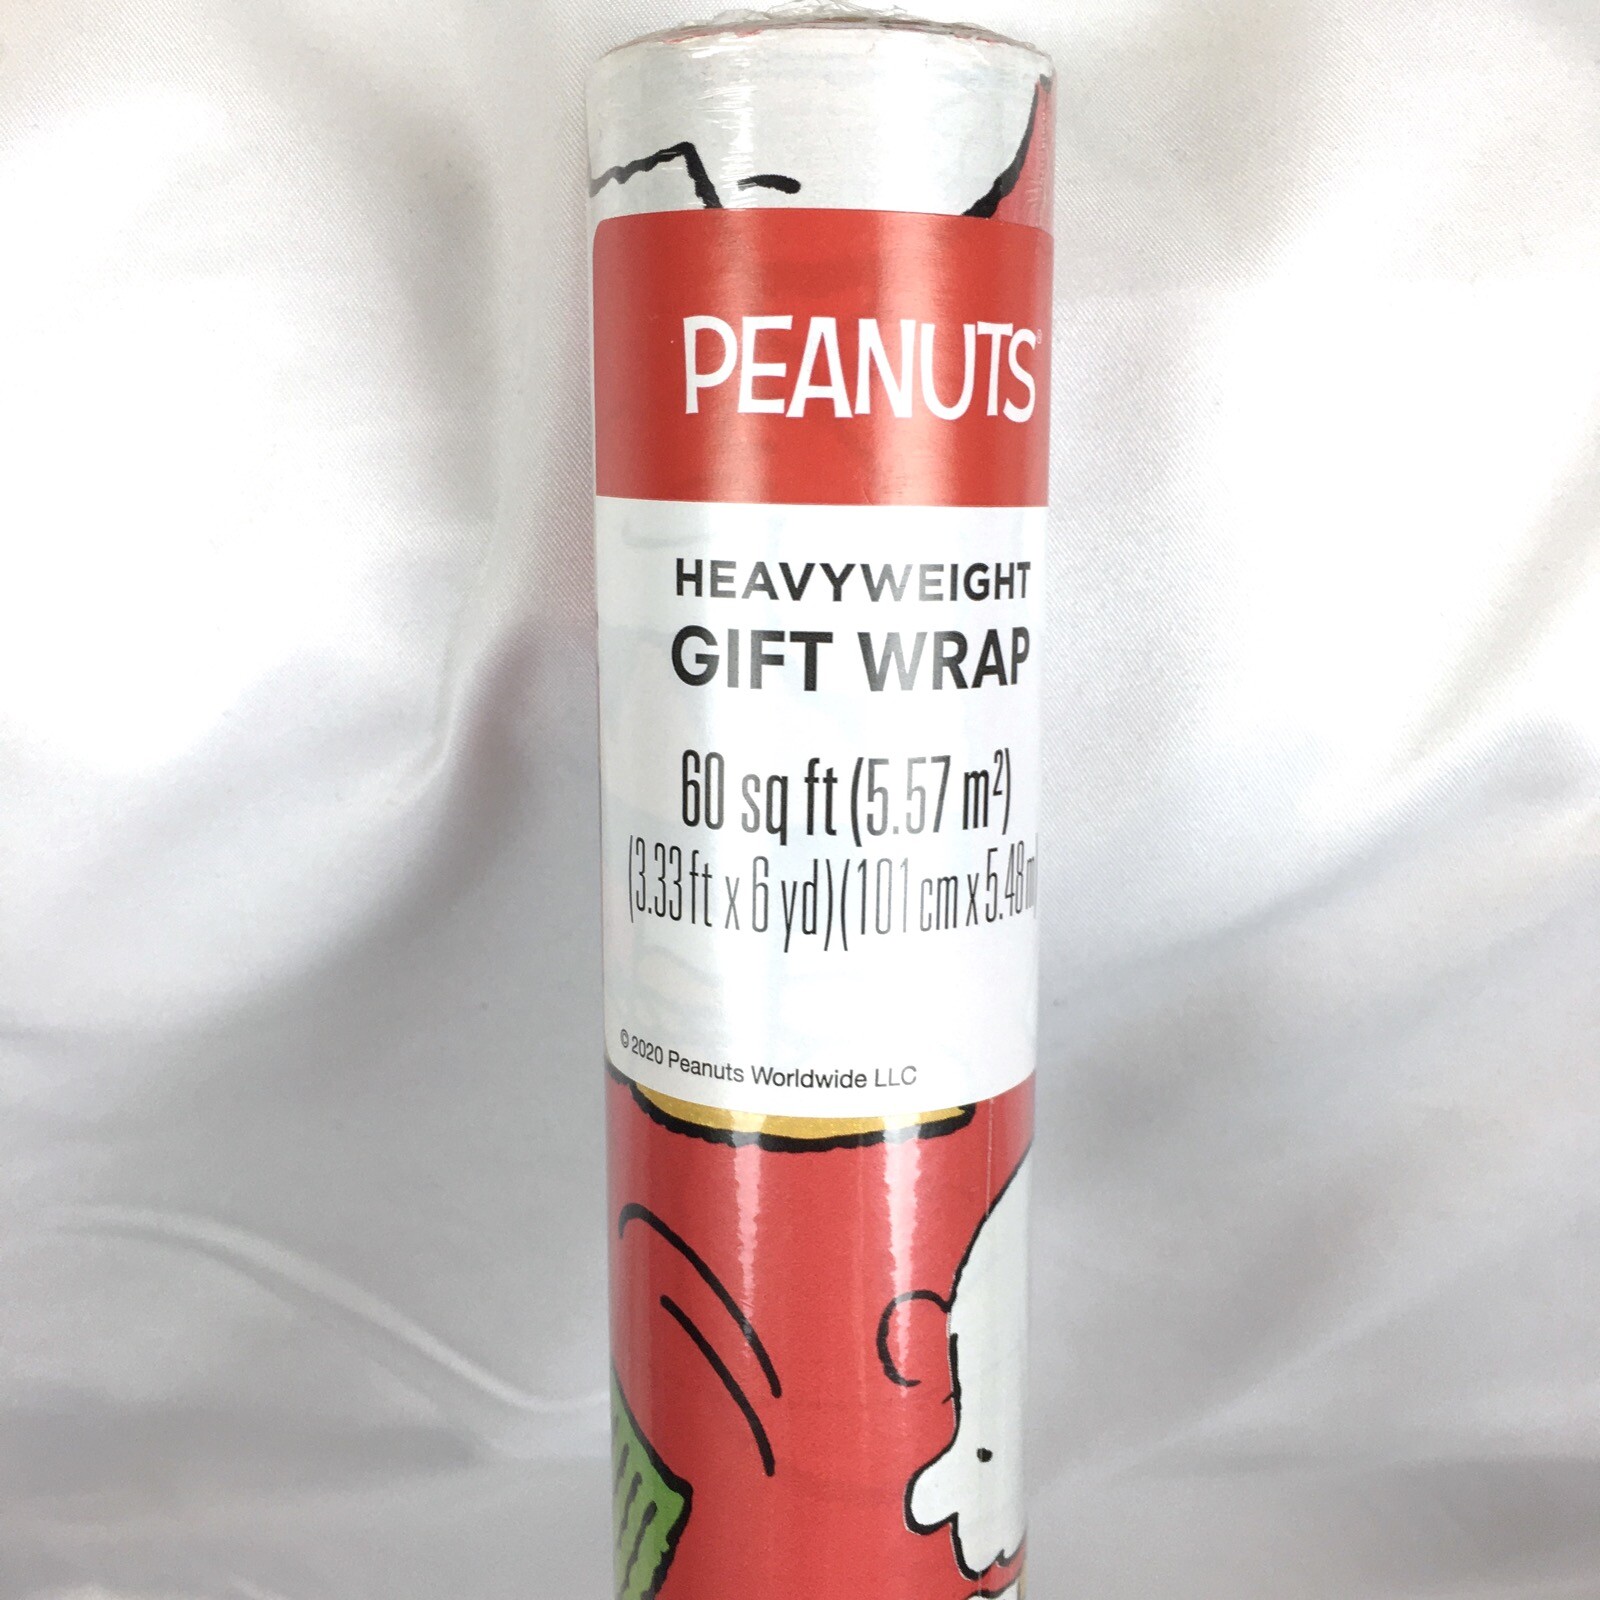 PEANUTS®
HEAVYWEIGHT
GIFT WRAP
60 sq ft (5.57 m²)
(3.33 ft x 6 yd)(101 cm x 5.48 m
© 2020 Peanuts Worldwide LLC